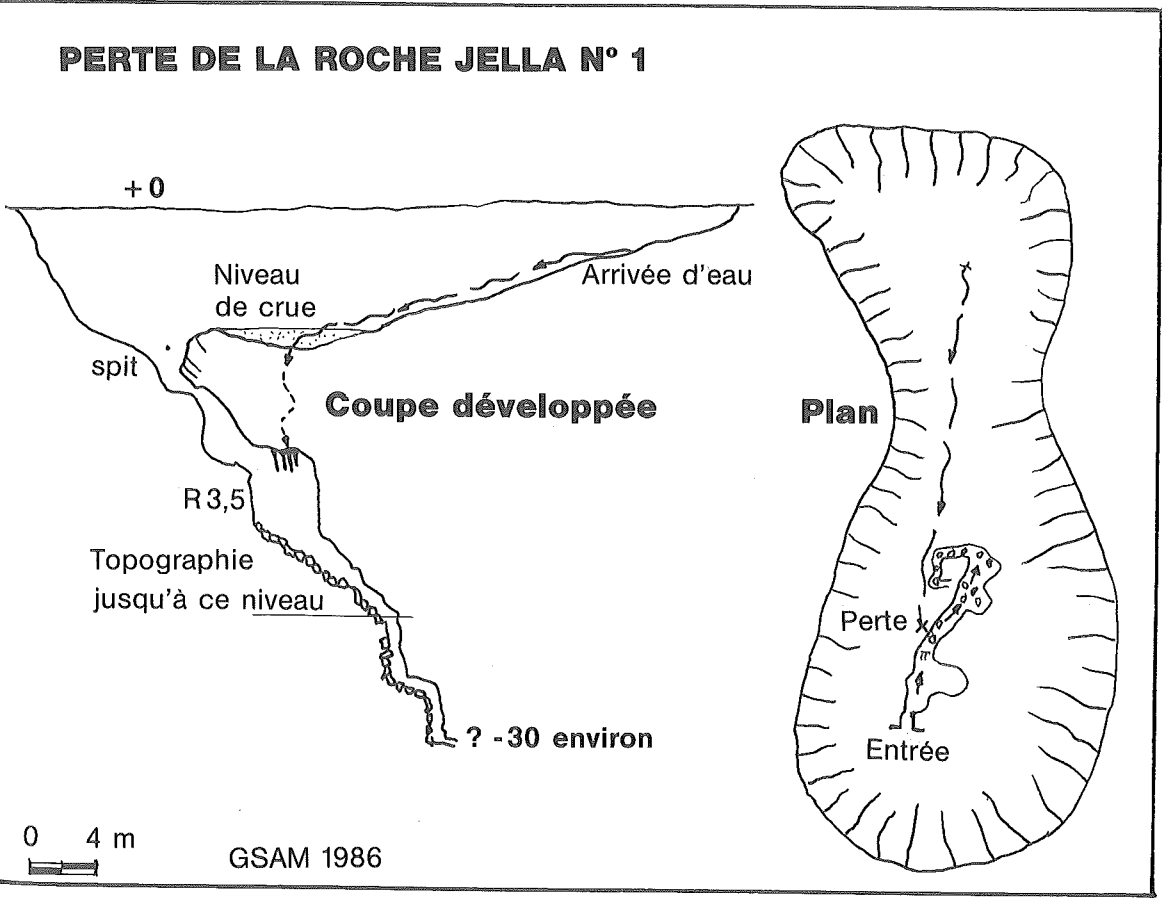 PERTE DE LA ROCHE JELLA N° 1
+0
Niveau
de crue
Arrivée d'eau
spit
Coupe développée
Plan
R 3,5
Topographie
jusqu'à ce niveau
Perte
? -30 environ
Entrée
0 4 m
GSAM 1986